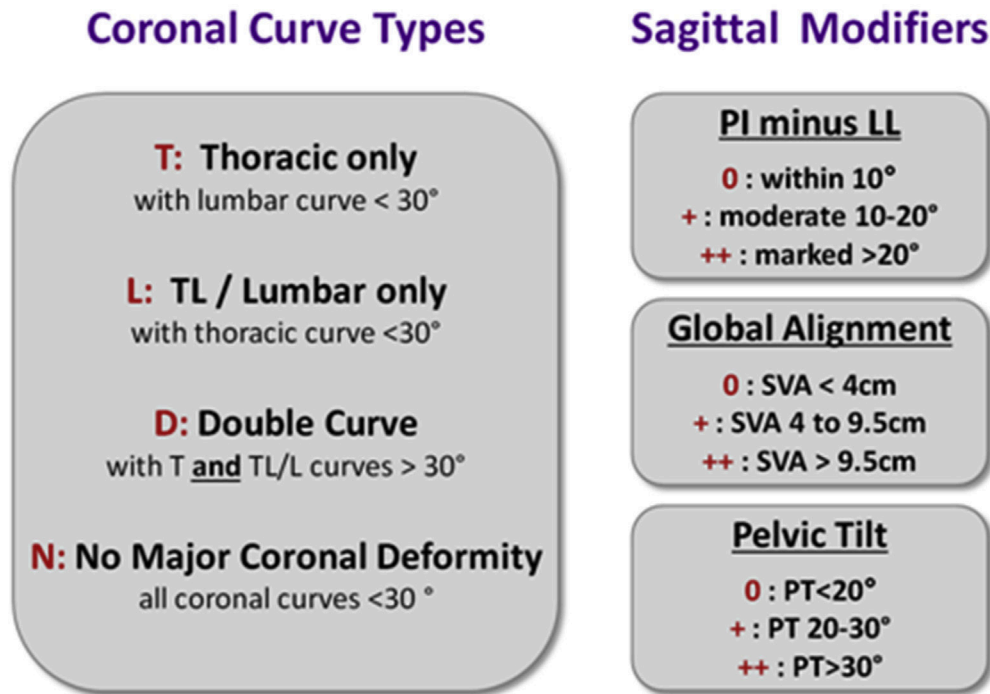 Coronal Curve Types
T: Thoracic only
with lumbar curve < 30°
L: TL / Lumbar only
with thoracic curve <30°
D: Double Curve
with T and TL/L curves > 30°
N: No Major Coronal Deformity
all coronal curves <30 °
Sagittal Modifiers
PI minus LL
0 : within 10°
+ : moderate 10-20°
++ : marked >20°
Global Alignment
0 : SVA < 4cm
+ : SVA 4 to 9.5cm
++ : SVA > 9.5cm
Pelvic Tilt
0 : PT<20°
+ : PT 20-30°
++ : PT>30°